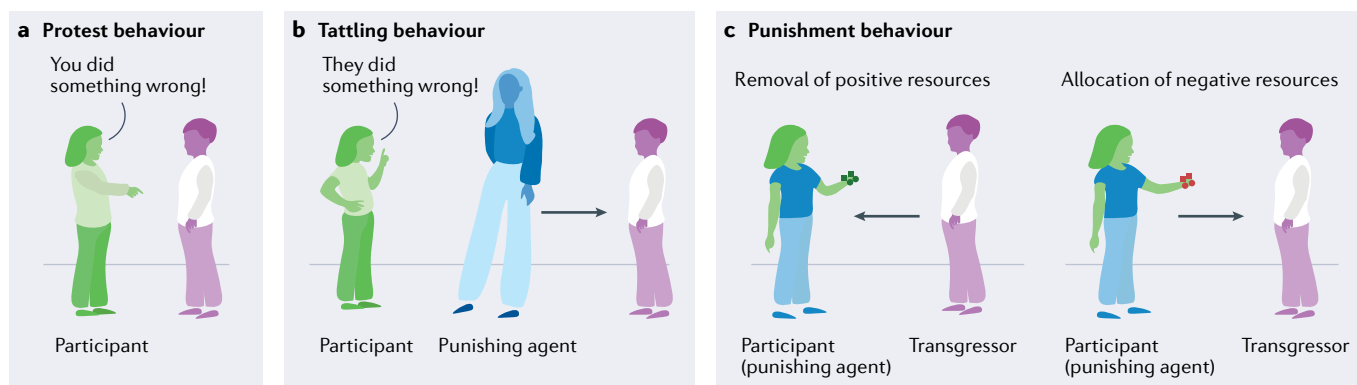 a Protest behaviour
You did
something wrong!
Participant
b Tattling behaviour
They did
something wrong!
Participant
Punishing agent
c Punishment behaviour
Removal of positive resources
Participant
(punishing agent)
Transgressor
Allocation of negative resources
Participant
(punishing agent)
Transgressor